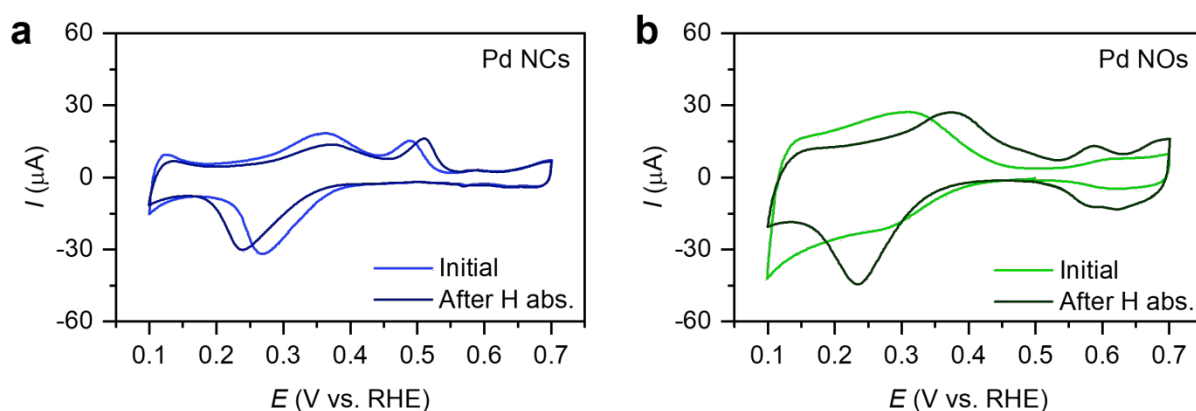 a
Pd NCs
60
30
0
-30
-60
I (μA)
Initial
After H abs.
0.1 0.2 0.3 0.4 0.5 0.6 0.7
E (V vs. RHE)
b
Pd NOs
60
30
0
-30
-60
I (μA)
Initial
After H abs.
0.1 0.2 0.3 0.4 0.5 0.6 0.7
E (V vs. RHE)